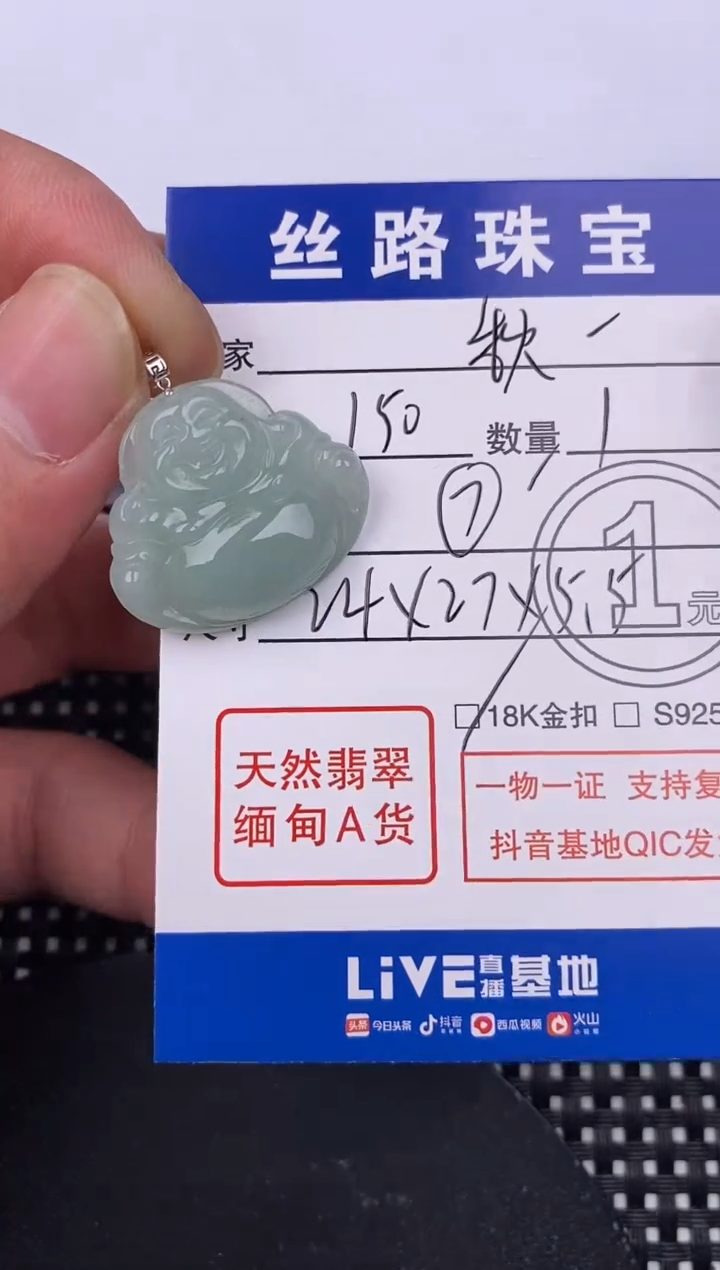 丝路珠宝
家
150 数量 1
7
1元
24X27X5.5
18K金扣 S925
天然翡翠
缅甸A货
一物一证 支持复
抖音基地QIC发
LiVE直播基地
头条 今日头条 抖音 西瓜视频 火山